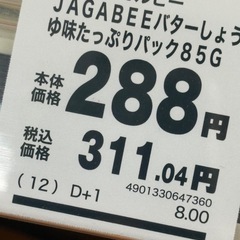 JAGABEEバターしょう
ゆ味たっぷりパック85G
本体価格 288円
税込価格 311.04円
(12) D+1
4901330647360
8.00